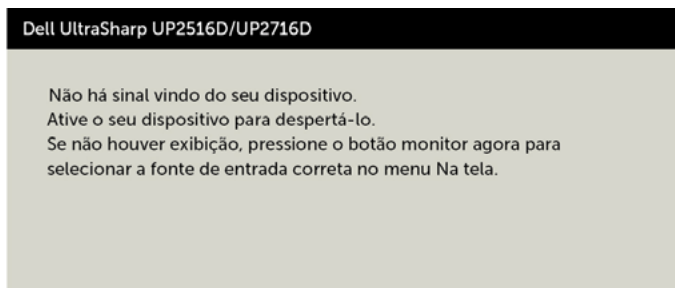 Dell UltraSharp UP2516D/UP2716D
Não há sinal vindo do seu dispositivo.
Ative o seu dispositivo para despertá-lo.
Se não houver exibição, pressione o botão monitor agora para
selecionar a fonte de entrada correta no menu Na tela.